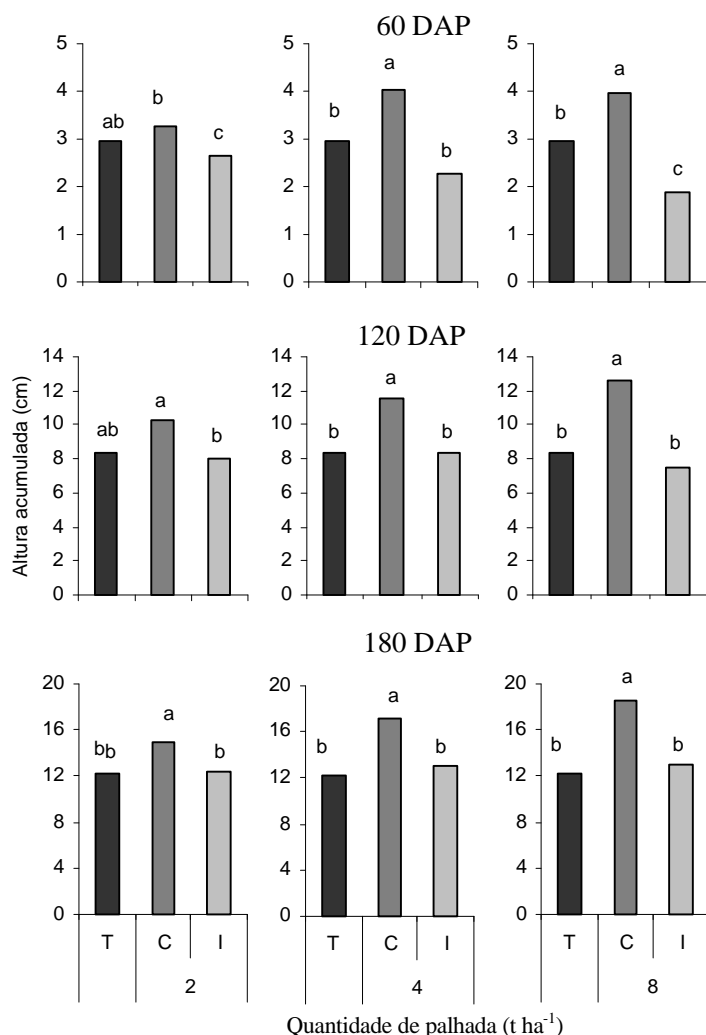 60 DAP
5
4
3
2
1
0
ab
b
c
5
4
3
2
1
0
b
a
b
5
4
3
2
1
0
b
a
c
120 DAP
Altura acumulada (cm)
14
12
10
8
6
4
2
0
ab
a
b
14
12
10
8
6
4
2
0
b
a
b
14
12
10
8
6
4
2
0
b
a
b
180 DAP
20
16
12
8
4
0
bb
a
b
20
16
12
8
4
0
b
a
b
20
16
12
8
4
0
b
a
b
T C I T C I T C I
2 4 8
Quantidade de palhada (t ha⁻¹)